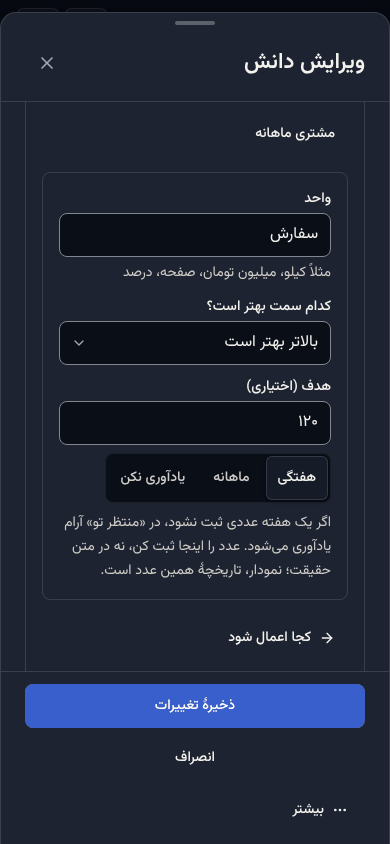 ویرایش دانش
مشتری ماهانه
واحد
سفارش
مثلاً کیلو، میلیون تومان، صفحه، درصد
کدام سمت بهتر است؟
بالاتر بهتر است
هدف (اختیاری)
۱۲۰
هفتگی
ماهانه
یادآوری نکن
اگر یک هفته عددی ثبت نشود، در «منتظر تو» آرام
یادآوری می‌شود. عدد را اینجا ثبت کن، نه در متن
حقیقت؛ نمودار، تاریخچهٔ همین عدد است.
کجا اعمال شود
ذخیرهٔ تغییرات
انصراف
بیشتر